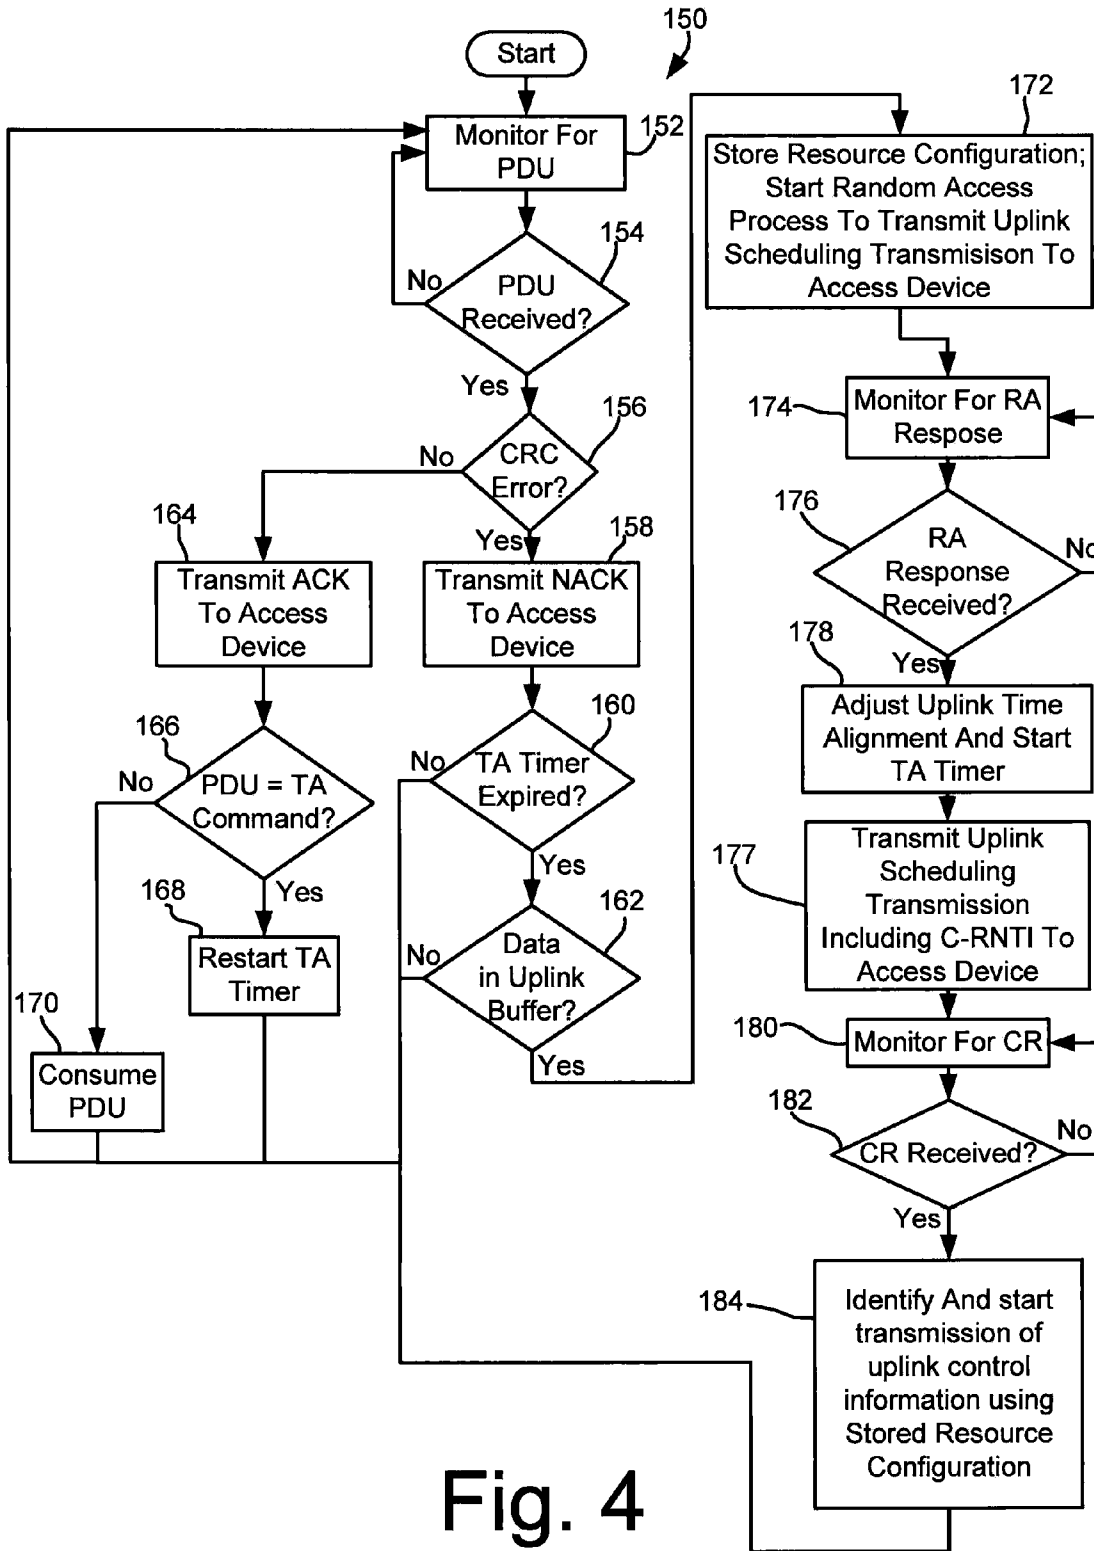 150
Start
Monitor For
PDU
152
154
No
PDU
Received?
Yes
156
No
CRC
Error?
164
Yes
158
Transmit ACK
To Access
Device
Transmit NACK
To Access
Device
166
No
PDU = TA
Command?
160
No
TA Timer
Expired?
168
Yes
Yes
162
Restart TA
Timer
No
Data
in Uplink
Buffer?
170
Consume
PDU
Yes
172
Store Resource Configuration;
Start Random Access
Process To Transmit Uplink
Scheduling Transmisison To
Access Device
174
Monitor For RA
Respose
176
RA
Response
Received?
No
178
Yes
Adjust Uplink Time
Alignment And Start
TA Timer
177
Transmit Uplink
Scheduling
Transmission
Including C-RNTI To
Access Device
180
Monitor For CR
182
CR Received?
No
Yes
184
Identify And start
transmission of
uplink control
information using
Stored Resource
Configuration
Fig. 4